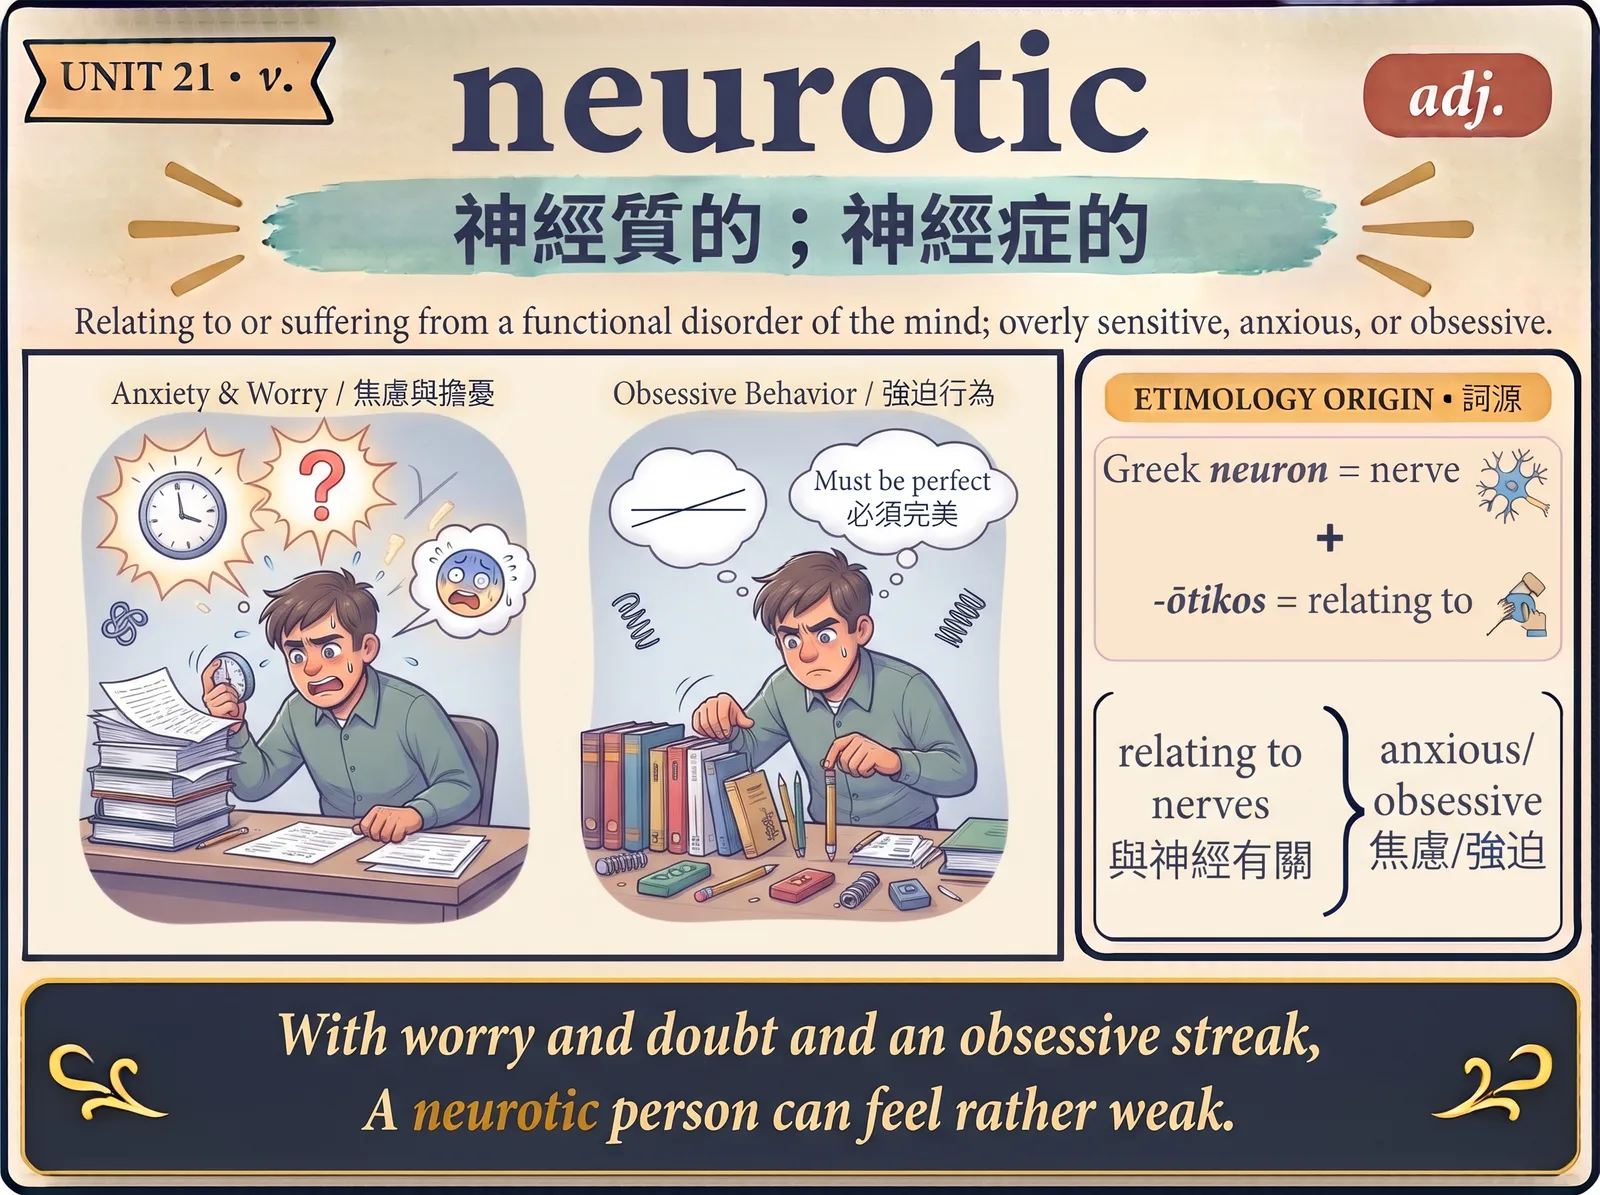 UNIT 21 • v.
neurotic
adj.
神經質的；神經症的
Relating to or suffering from a functional disorder of the mind; overly sensitive, anxious, or obsessive.
Anxiety & Worry / 焦慮與擔憂
?
Obsessive Behavior / 強迫行為
Must be perfect
必須完美
ETIMOLOGY ORIGIN • 詞源
Greek neuron = nerve
+
-ōtikos = relating to
relating to
nerves
與神經有關
anxious/
obsessive
焦慮/強迫
With worry and doubt and an obsessive streak,
A neurotic person can feel rather weak.